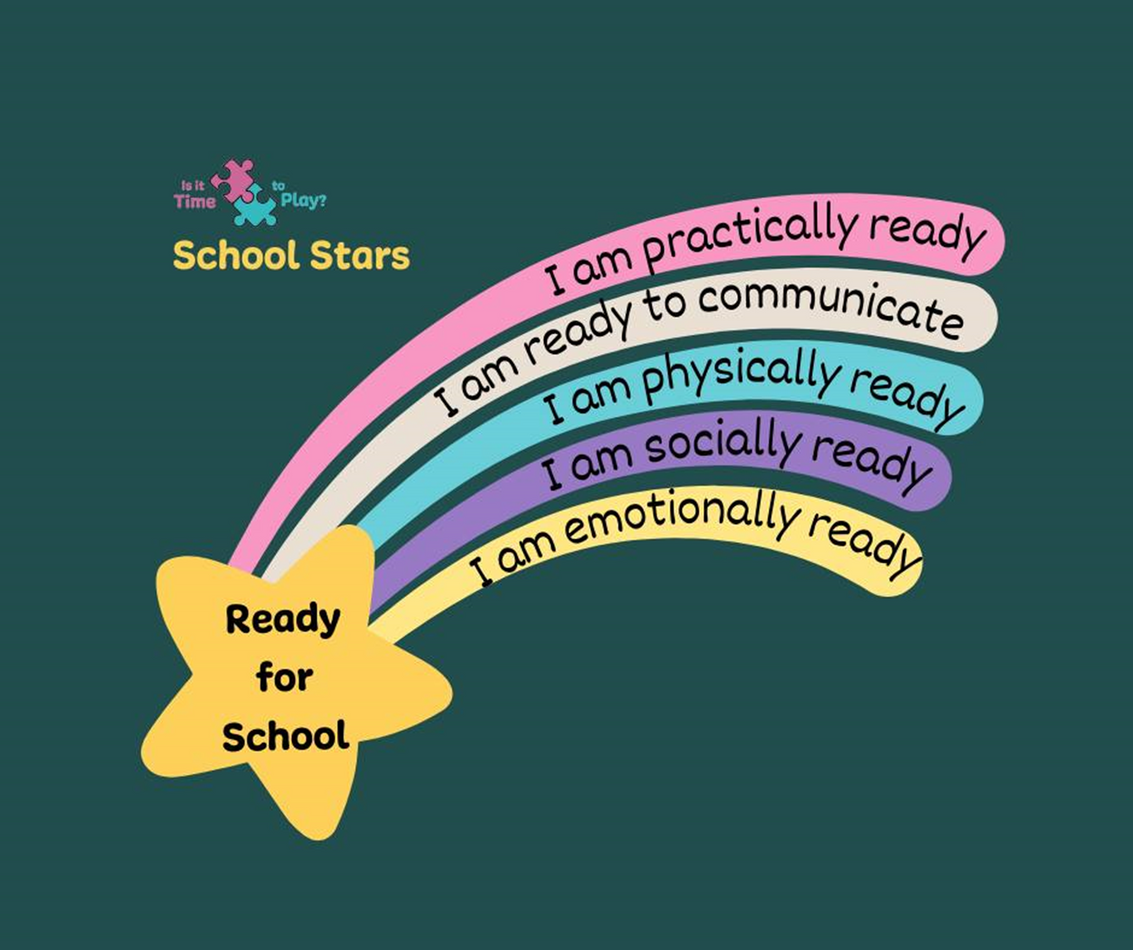 Is it
Time
to
Play?
School Stars
I am practically ready
I am ready to communicate
I am physically ready
I am socially ready
I am emotionally ready
Ready
for
School